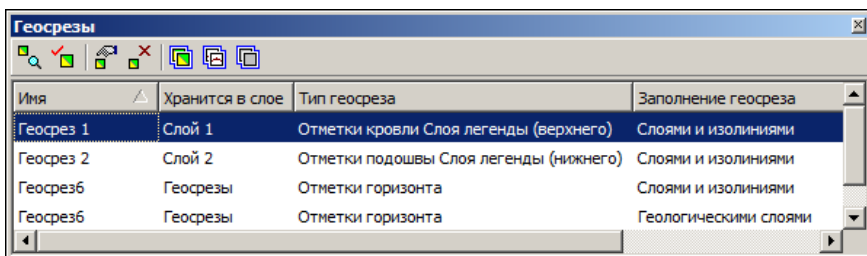 Геосрезы
Имя Хранится в слое Тип геосреза Заполнение геосреза
Геосрез 1 Слой 1 Отметки кровли Слоя легенды (верхнего) Слоями и изолиниями
Геосрез 2 Слой 2 Отметки подошвы Слоя легенды (нижнего) Слоями и изолиниями
Геосрез6 Геосрезы Отметки горизонта Слоями и изолиниями
Геосрез6 Геосрезы Отметки горизонта Геологическими слоями